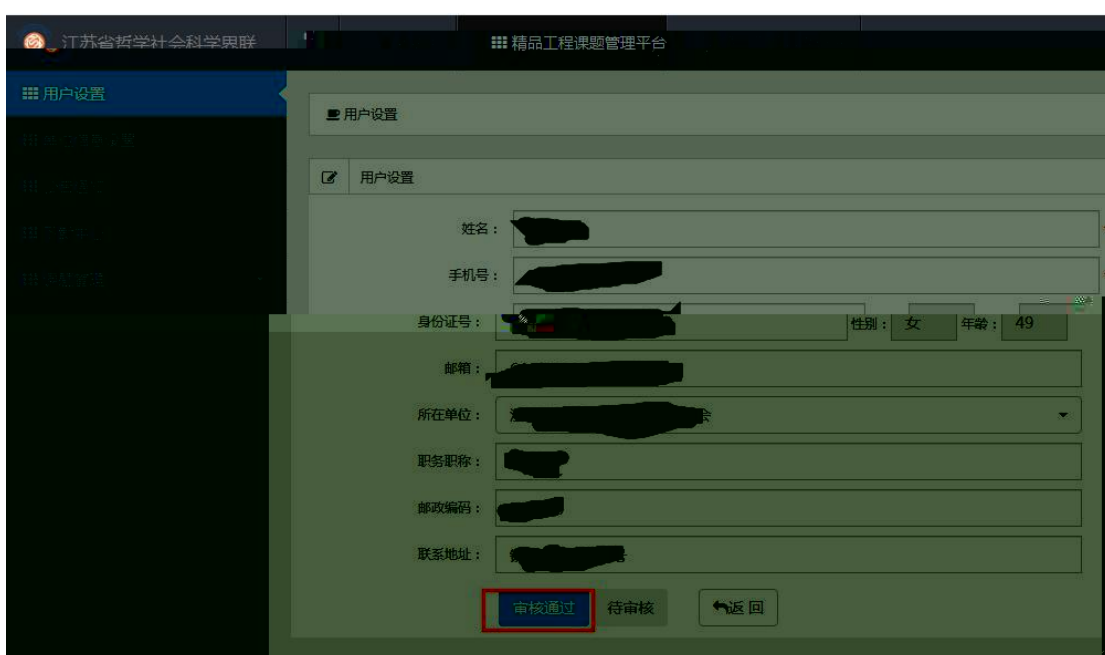 江苏省哲学社会科学界联
精品工程课题管理平台
用户设置
用户设置
用户设置
姓名：
手机号：
身份证号：
性别： 女 年龄： 49
邮箱：
所在单位： 会
职务职称：
邮政编码：
联系地址：
审核通过 待审核 返回